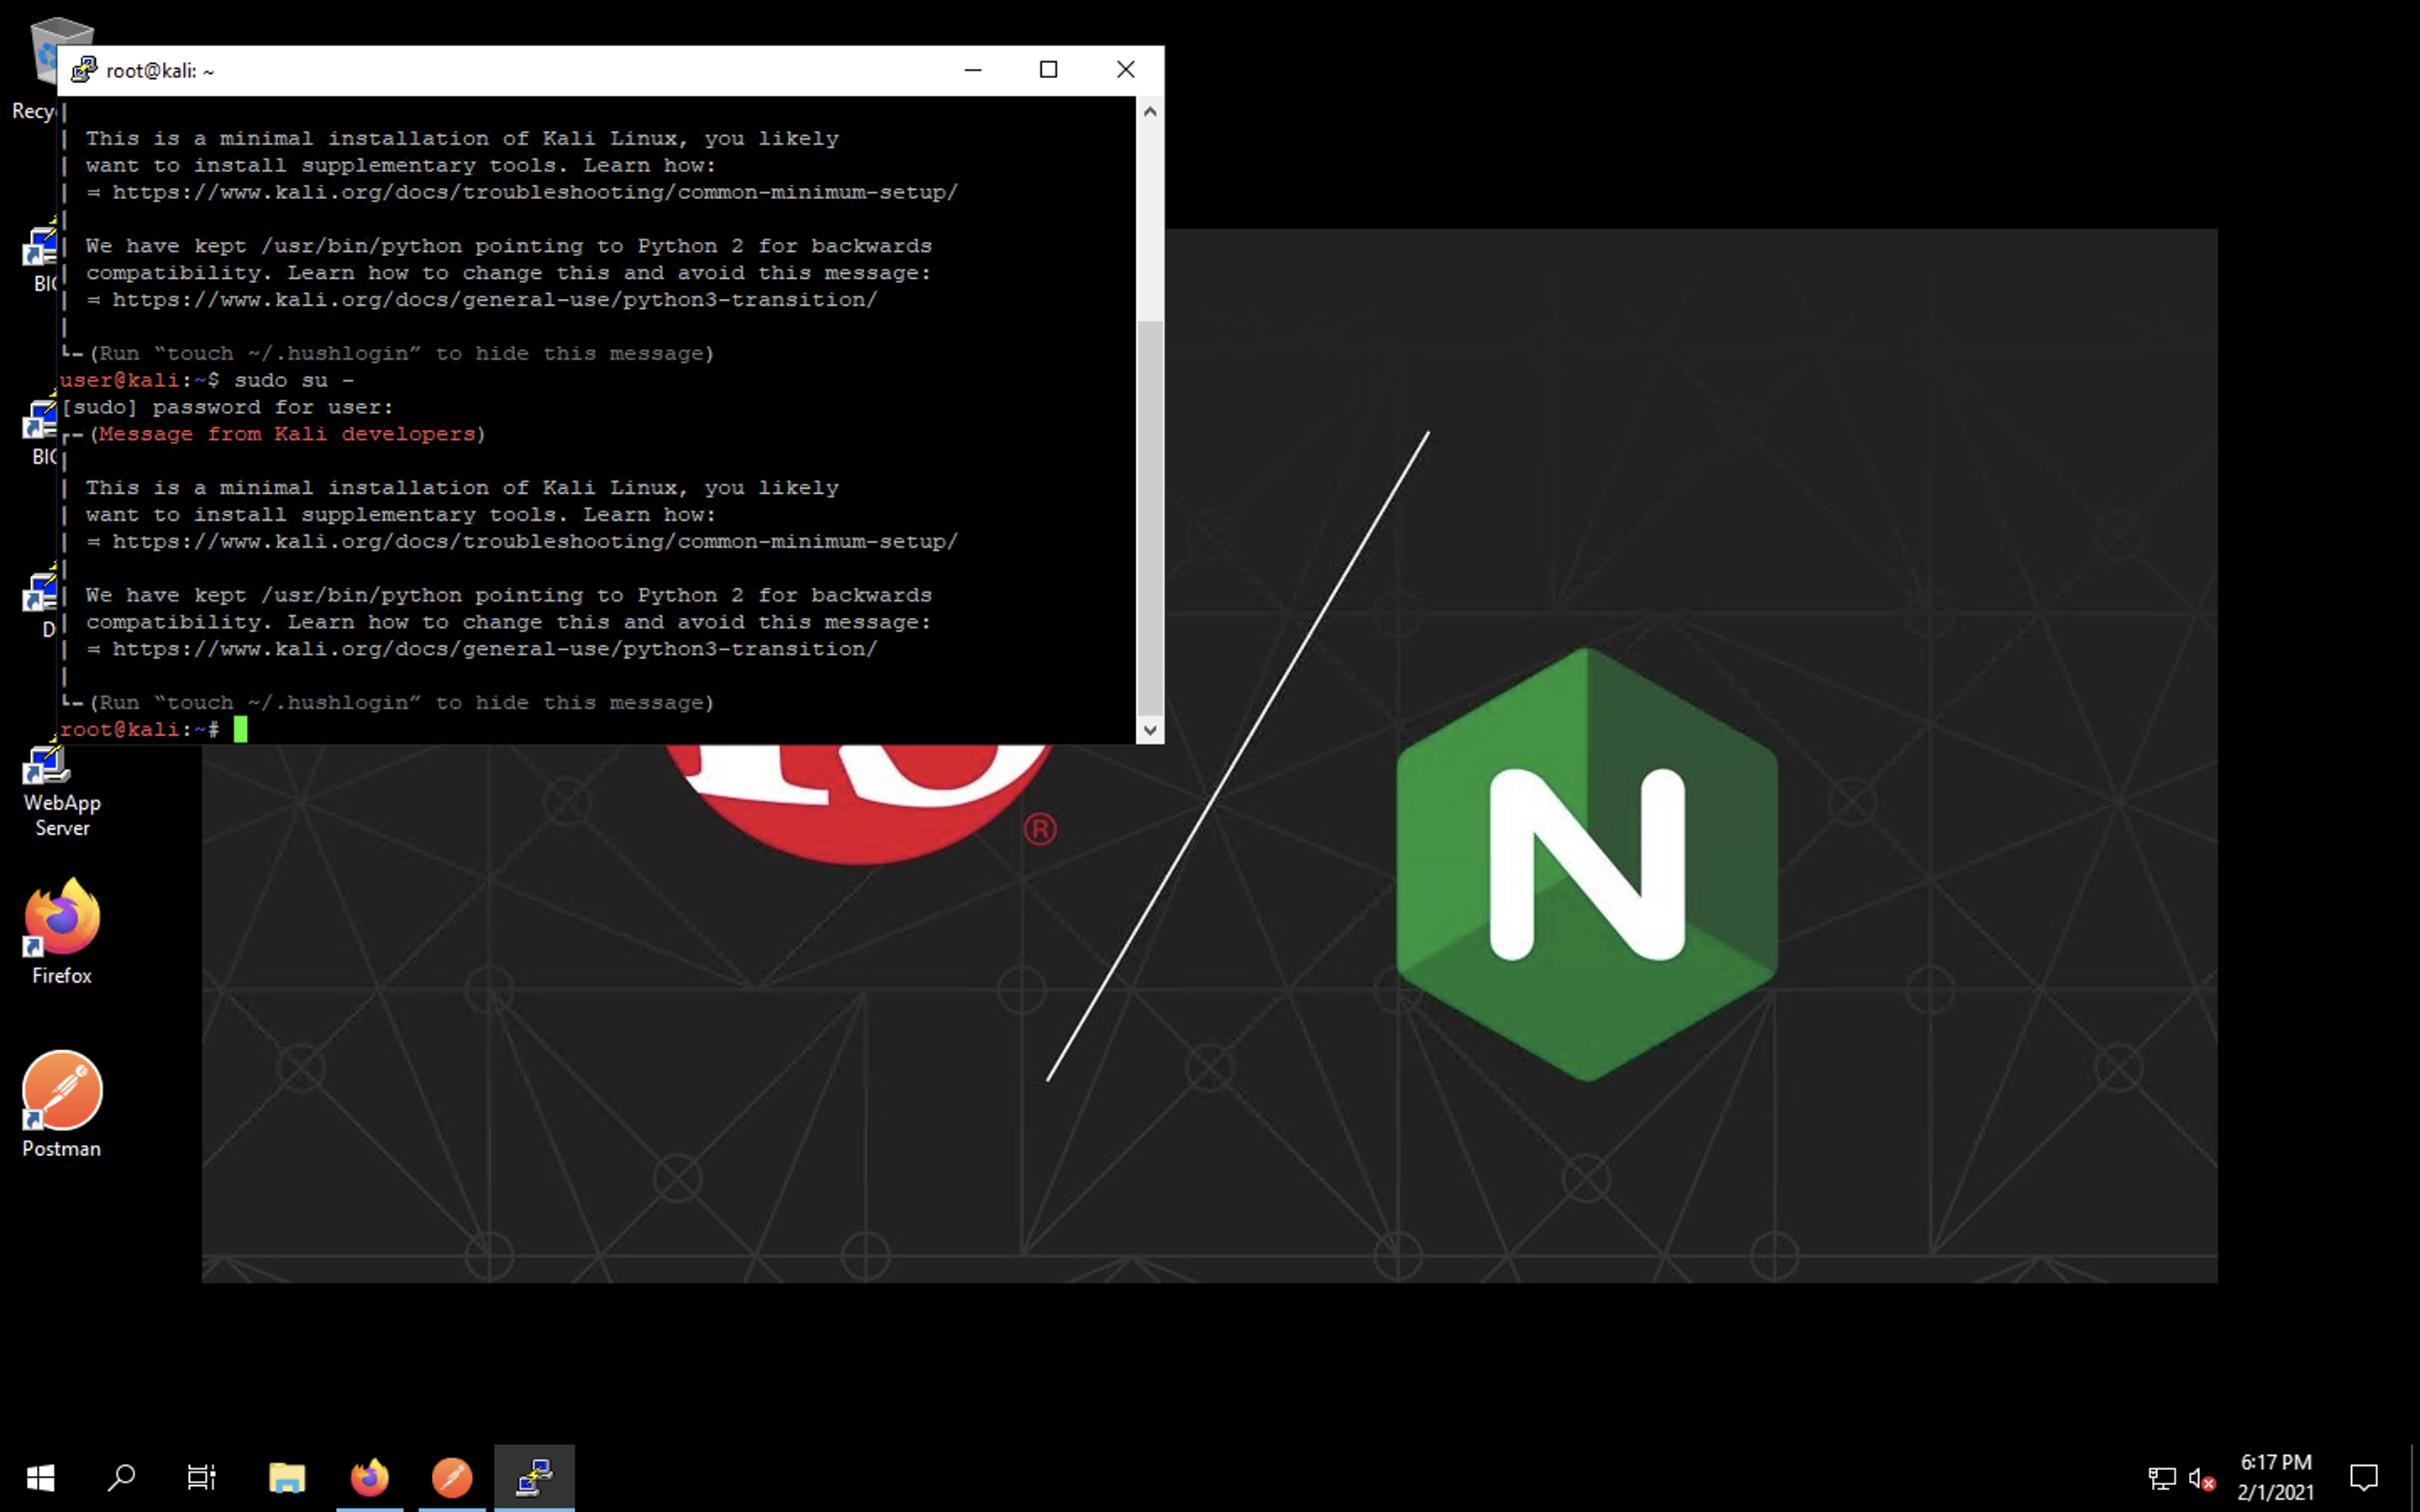 root@kali: ~
This is a minimal installation of Kali Linux, you likely
want to install supplementary tools. Learn how:
⇒ https://www.kali.org/docs/troubleshooting/common-minimum-setup/
We have kept /usr/bin/python pointing to Python 2 for backwards
compatibility. Learn how to change this and avoid this message:
⇒ https://www.kali.org/docs/general-use/python3-transition/
(Run “touch ~/.hushlogin” to hide this message)
user@kali:~$ sudo su -
[sudo] password for user:
(Message from Kali developers)
This is a minimal installation of Kali Linux, you likely
want to install supplementary tools. Learn how:
⇒ https://www.kali.org/docs/troubleshooting/common-minimum-setup/
We have kept /usr/bin/python pointing to Python 2 for backwards
compatibility. Learn how to change this and avoid this message:
⇒ https://www.kali.org/docs/general-use/python3-transition/
(Run “touch ~/.hushlogin” to hide this message)
root@kali:~#
Recy
BIG
BIG
D
WebApp
Server
Firefox
Postman
®
N
6:17 PM
2/1/2021